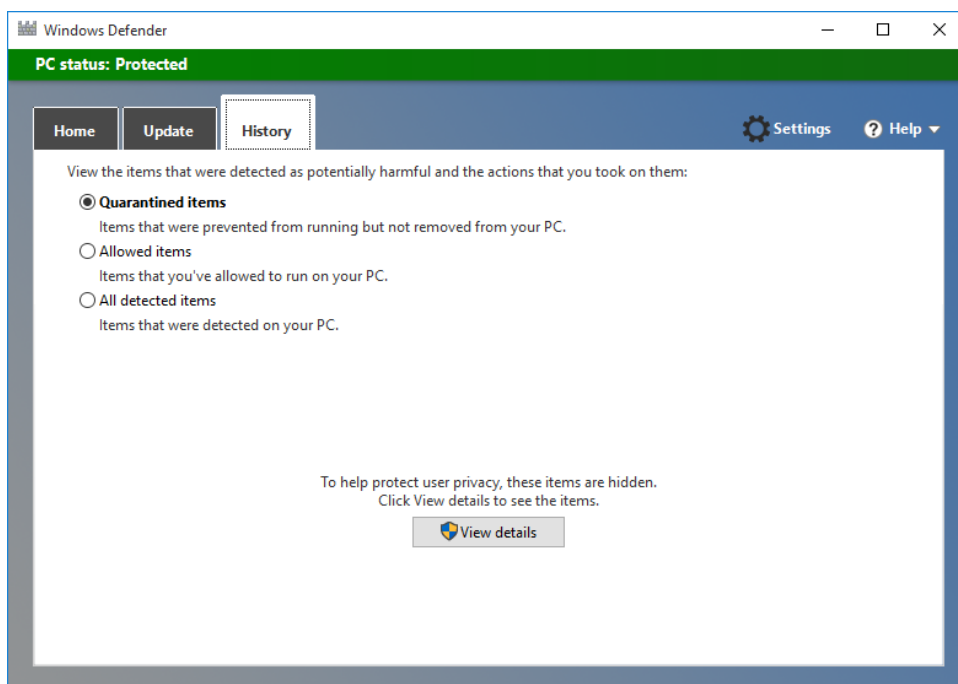 Windows Defender
PC status: Protected
Home Update History Settings Help
View the items that were detected as potentially harmful and the actions that you took on them:
Quarantined items
Items that were prevented from running but not removed from your PC.
Allowed items
Items that you've allowed to run on your PC.
All detected items
Items that were detected on your PC.
To help protect user privacy, these items are hidden.
Click View details to see the items.
View details